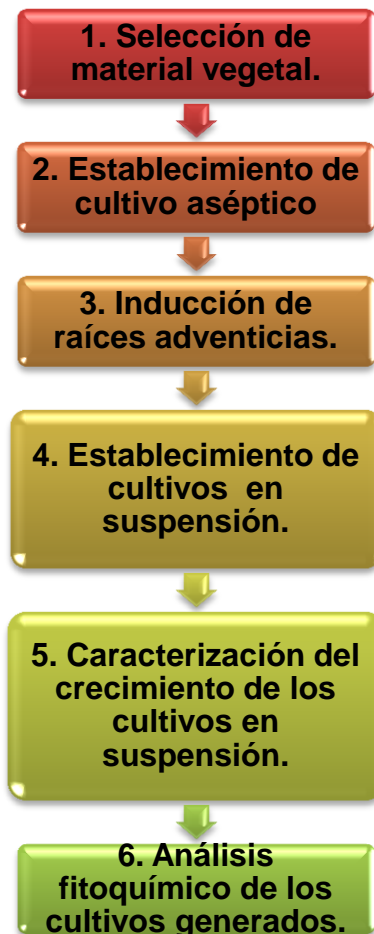 1. Selección de
material vegetal.
2. Establecimiento de
cultivo aséptico
3. Inducción de
raíces adventicias.
4. Establecimiento de
cultivos en
suspensión.
5. Caracterización del
crecimiento de los
cultivos en
suspensión.
6. Análisis
fitoquímico de los
cultivos generados.